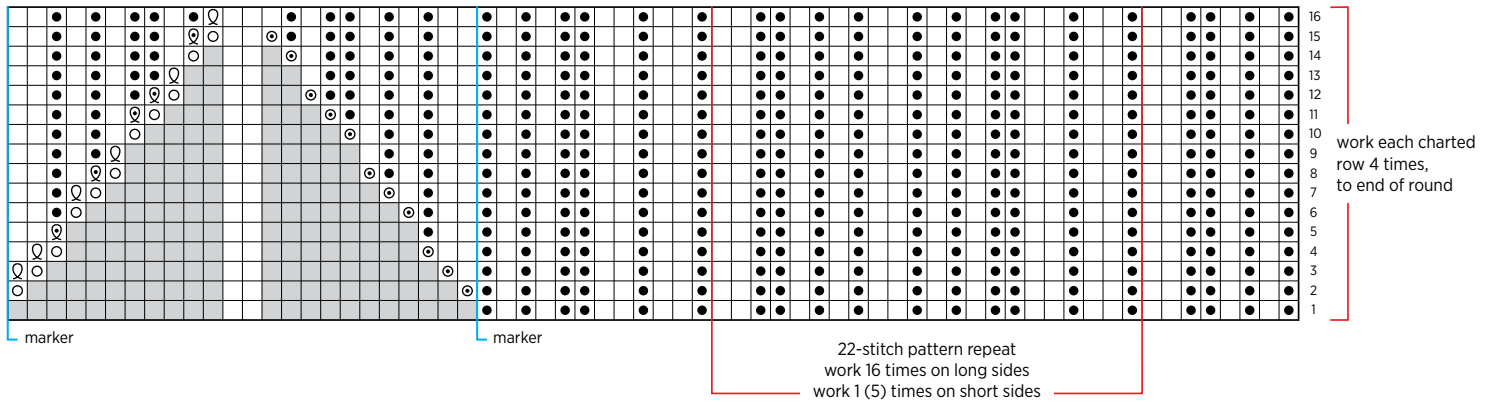 16
15
14
13
12
11
10
9
8
7
6
5
4
3
2
1
work each charted
row 4 times,
to end of round
marker
marker
22-stitch pattern repeat
work 16 times on long sides
work 1 (5) times on short sides